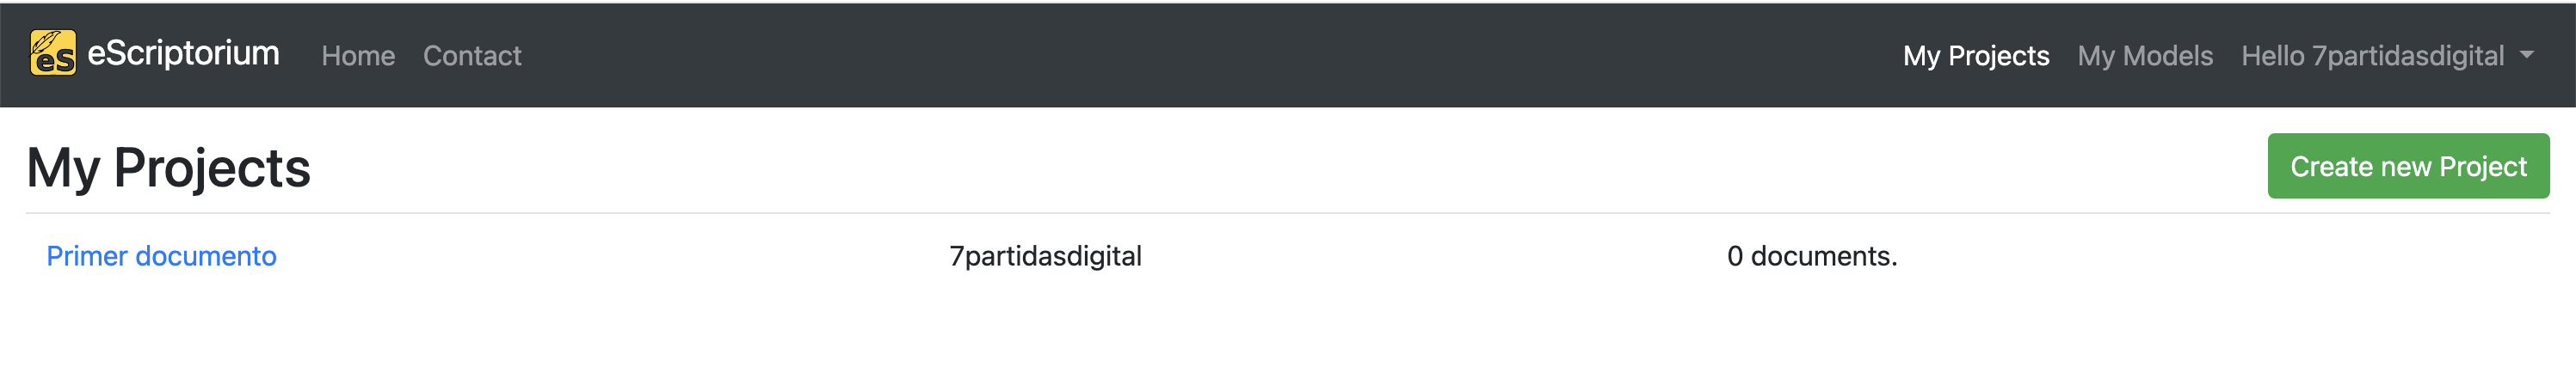 eS eScriptorium Home Contact My Projects My Models Hello 7partidasdigital
My Projects Create new Project
Primer documento 7partidasdigital 0 documents.